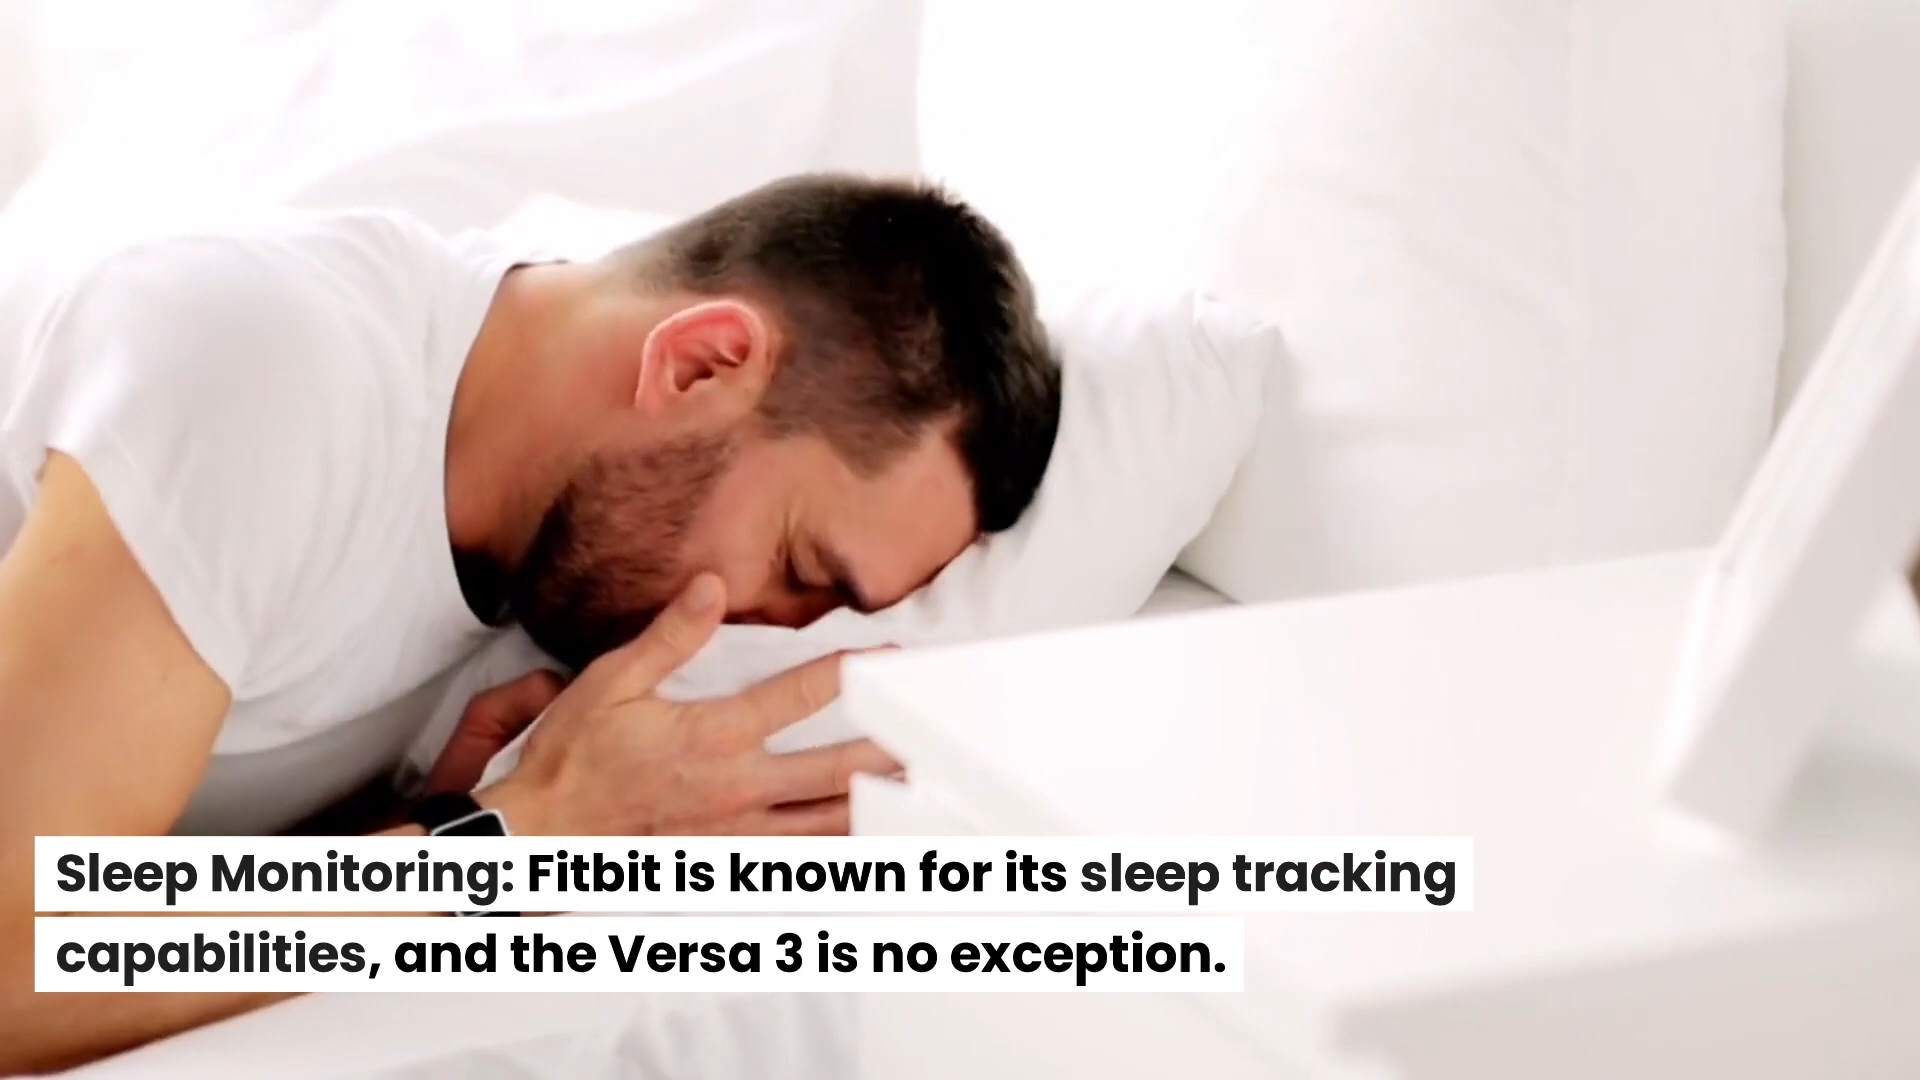 Sleep Monitoring: Fitbit is known for its sleep tracking
capabilities, and the Versa 3 is no exception.